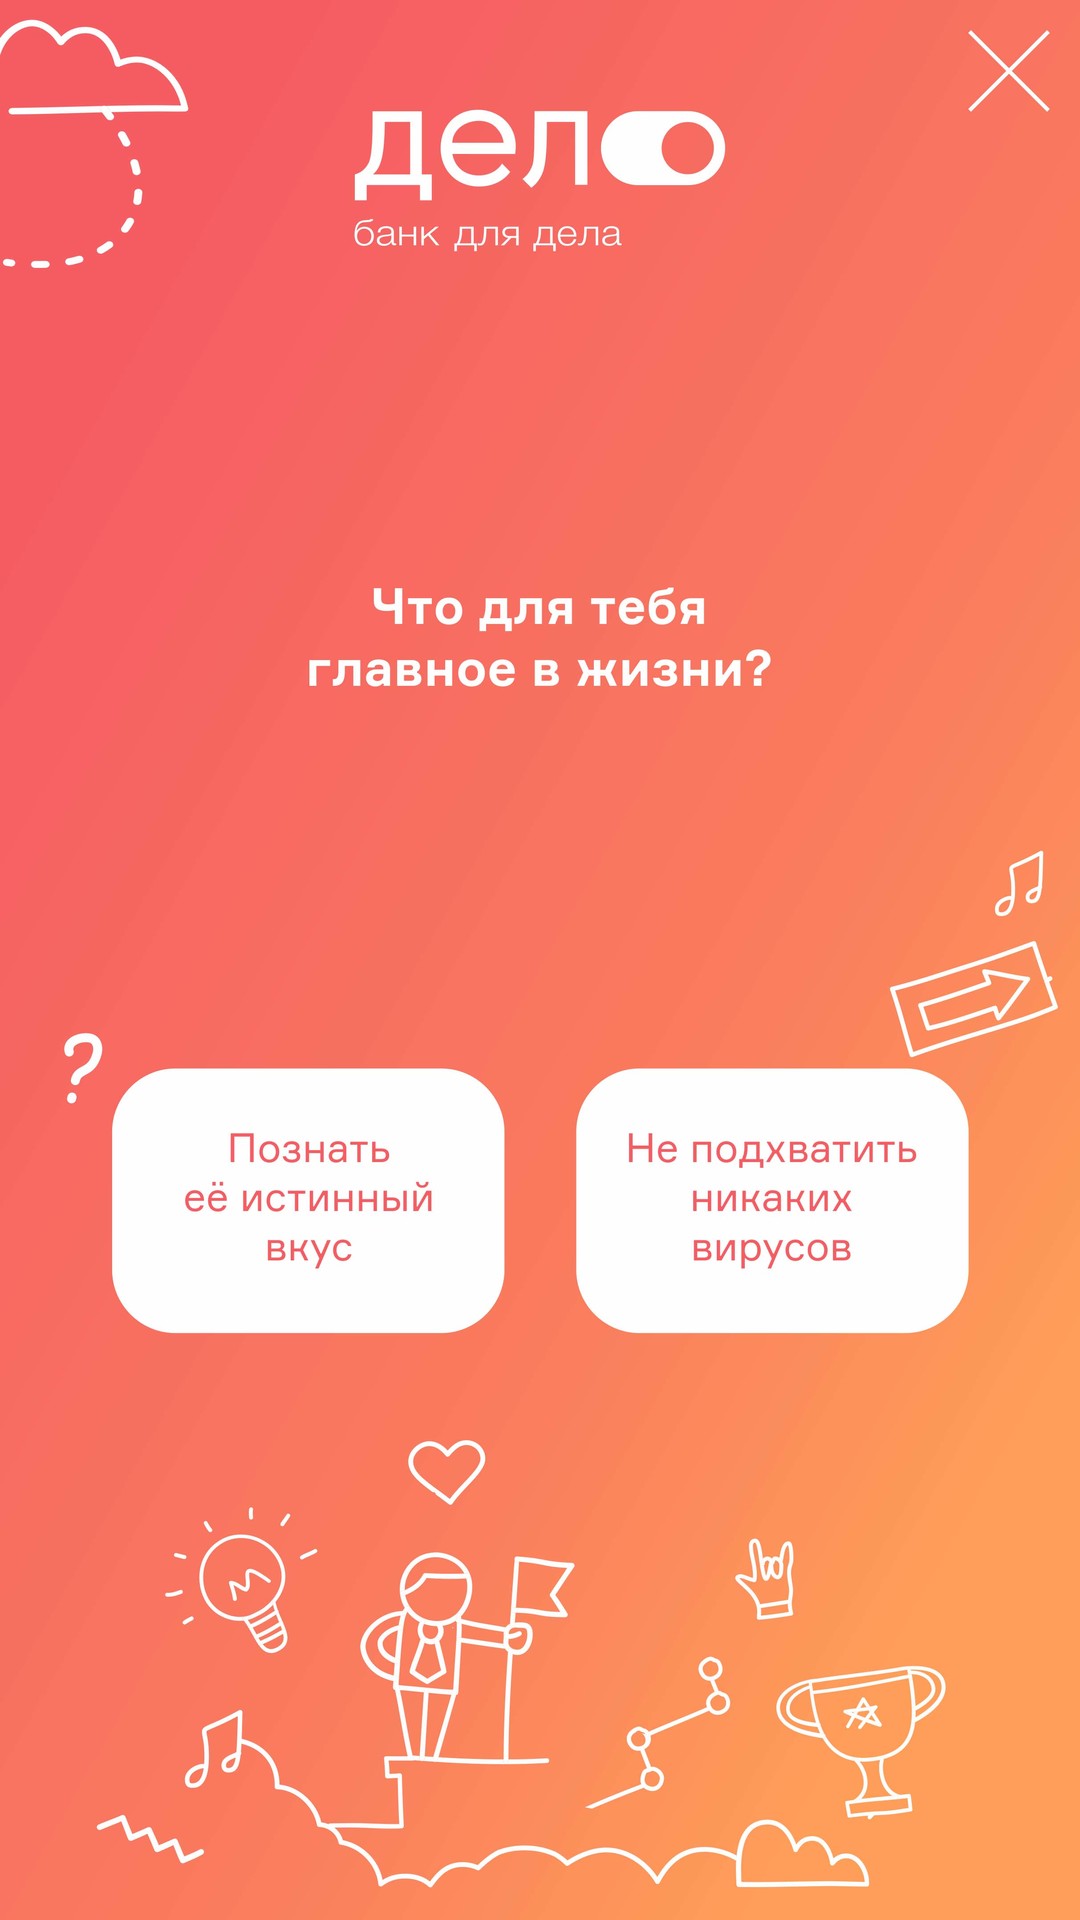 дело
банк для дела
Что для тебя
главное в жизни?
?
Познать
её истинный
вкус
Не подхватить
никаких
вирусов